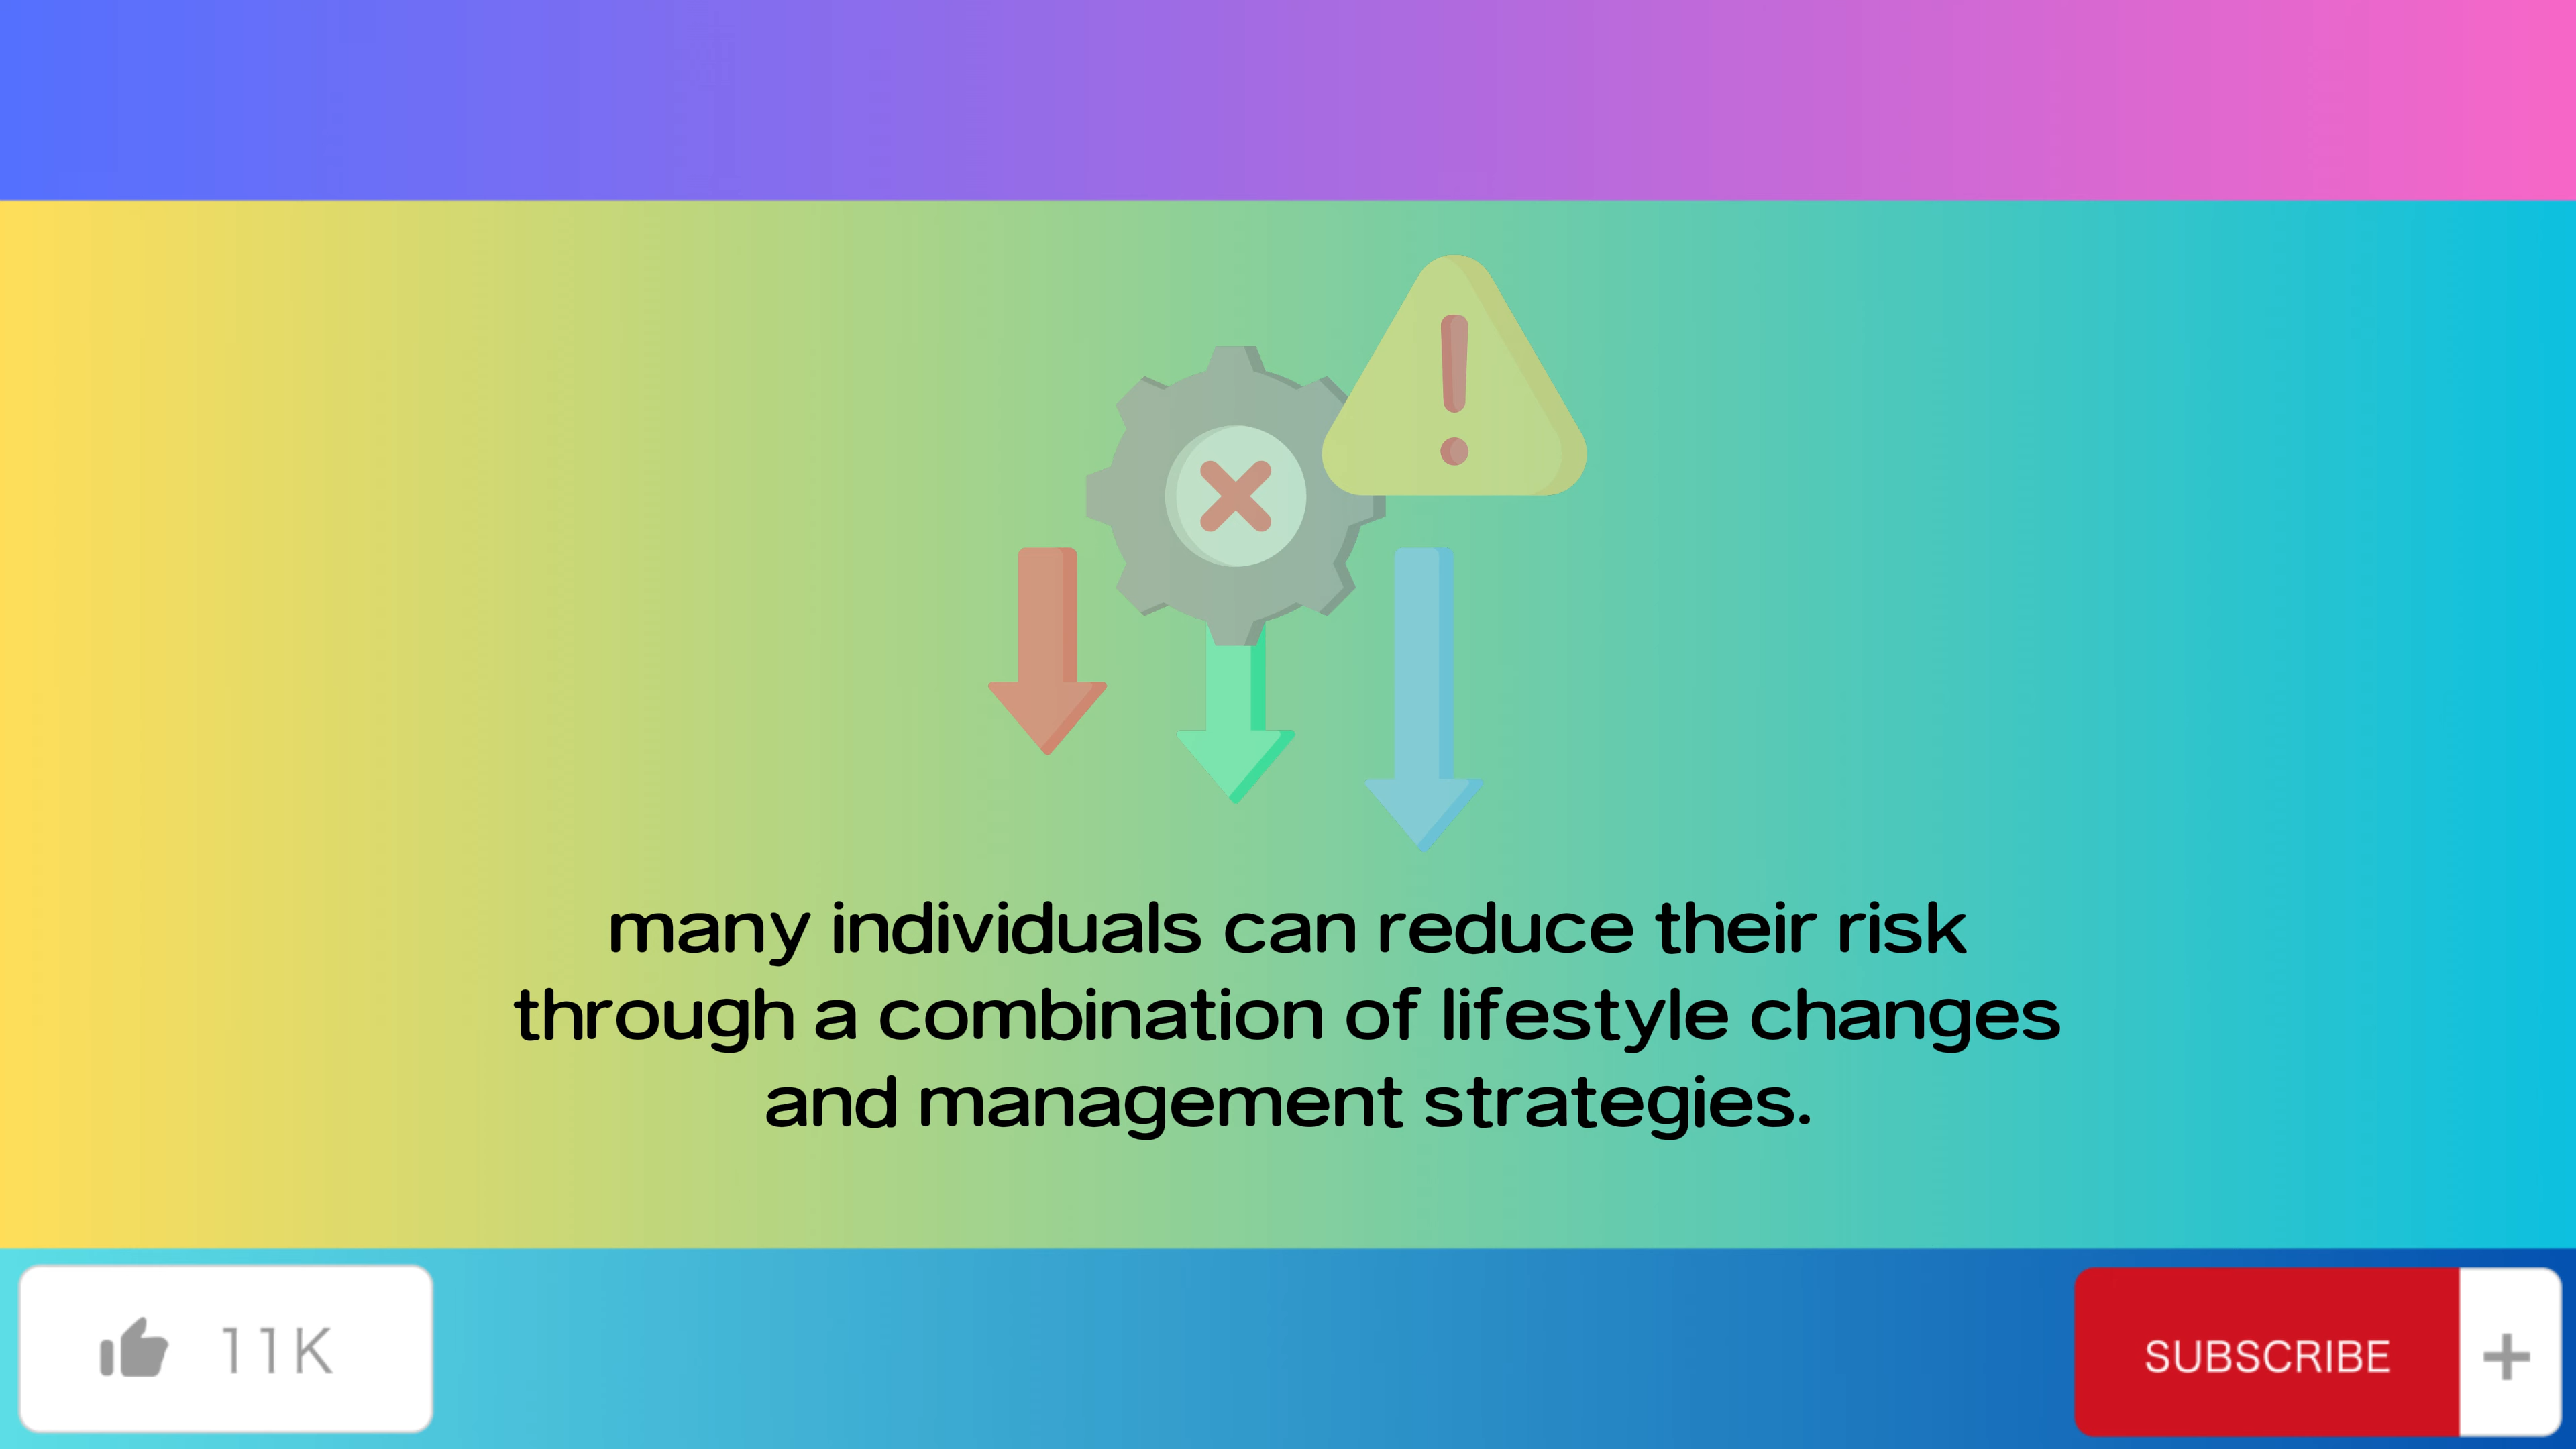 many individuals can reduce their risk
through a combination of lifestyle changes
and management strategies.
11K
SUBSCRIBE